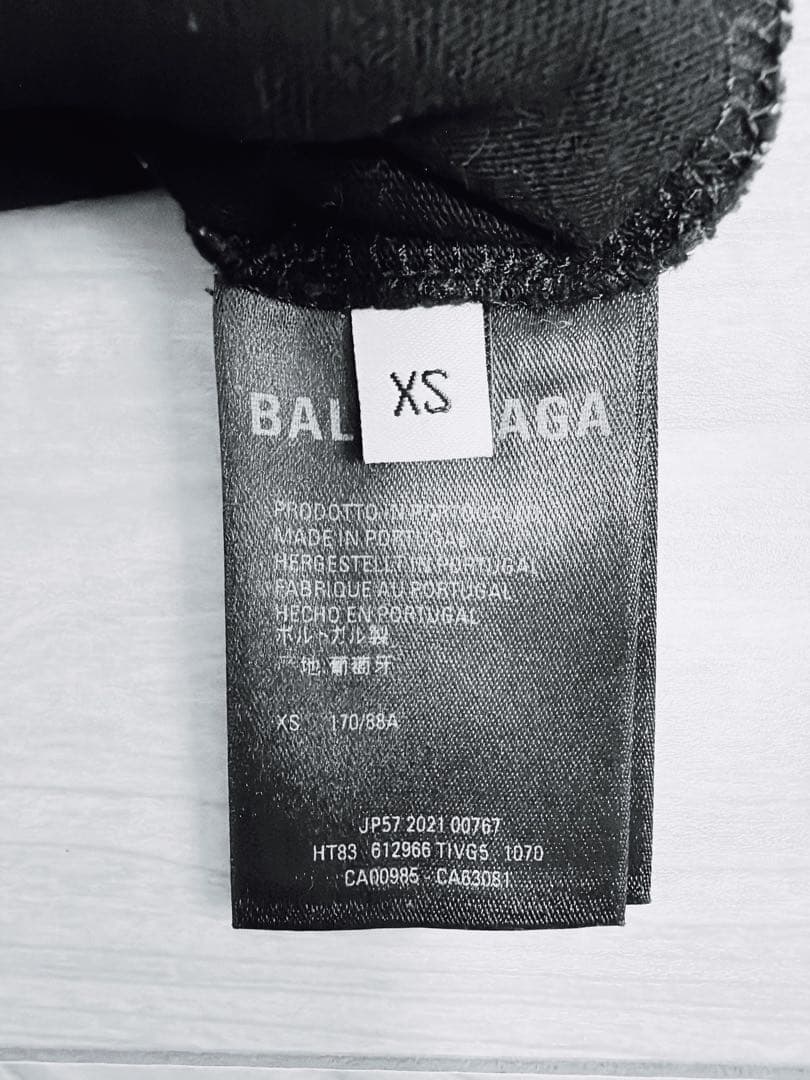 XS
BAL AGA
PRODOTTO IN PORTOGALLO
MADE IN PORTUGAL
HERGESTELLT IN PORTUGAL
FABRIQUE AU PORTUGAL
HECHO EN PORTUGAL
ポルトガル製
地 葡萄牙
XS 170/88A
JP57 2021 00767
HT83 612966 TIVG5 1070
CA00985 - CA63081